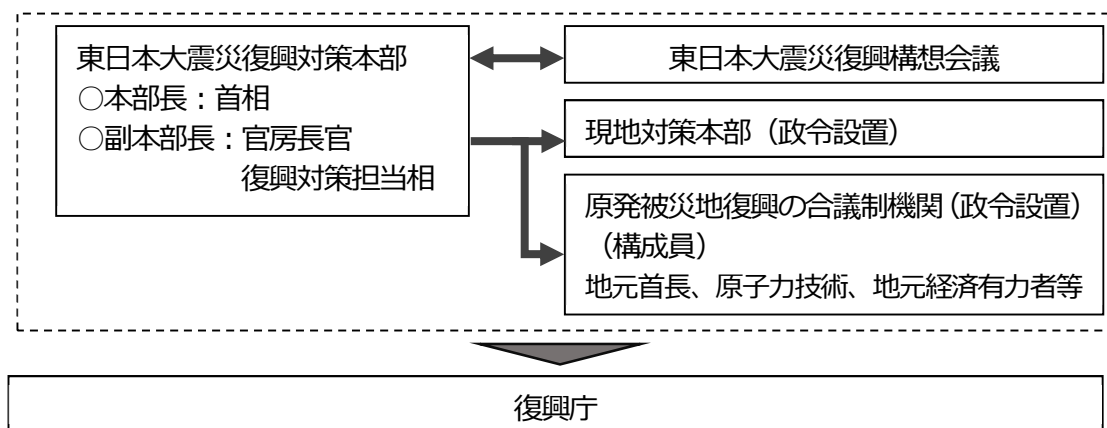 東日本大震災復興対策本部
○本部長：首相
○副本部長：官房長官
復興対策担当相
東日本大震災復興構想会議
現地対策本部（政令設置）
原発被災地復興の合議制機関（政令設置）
（構成員）
地元首長、原子力技術、地元経済有力者等
復興庁